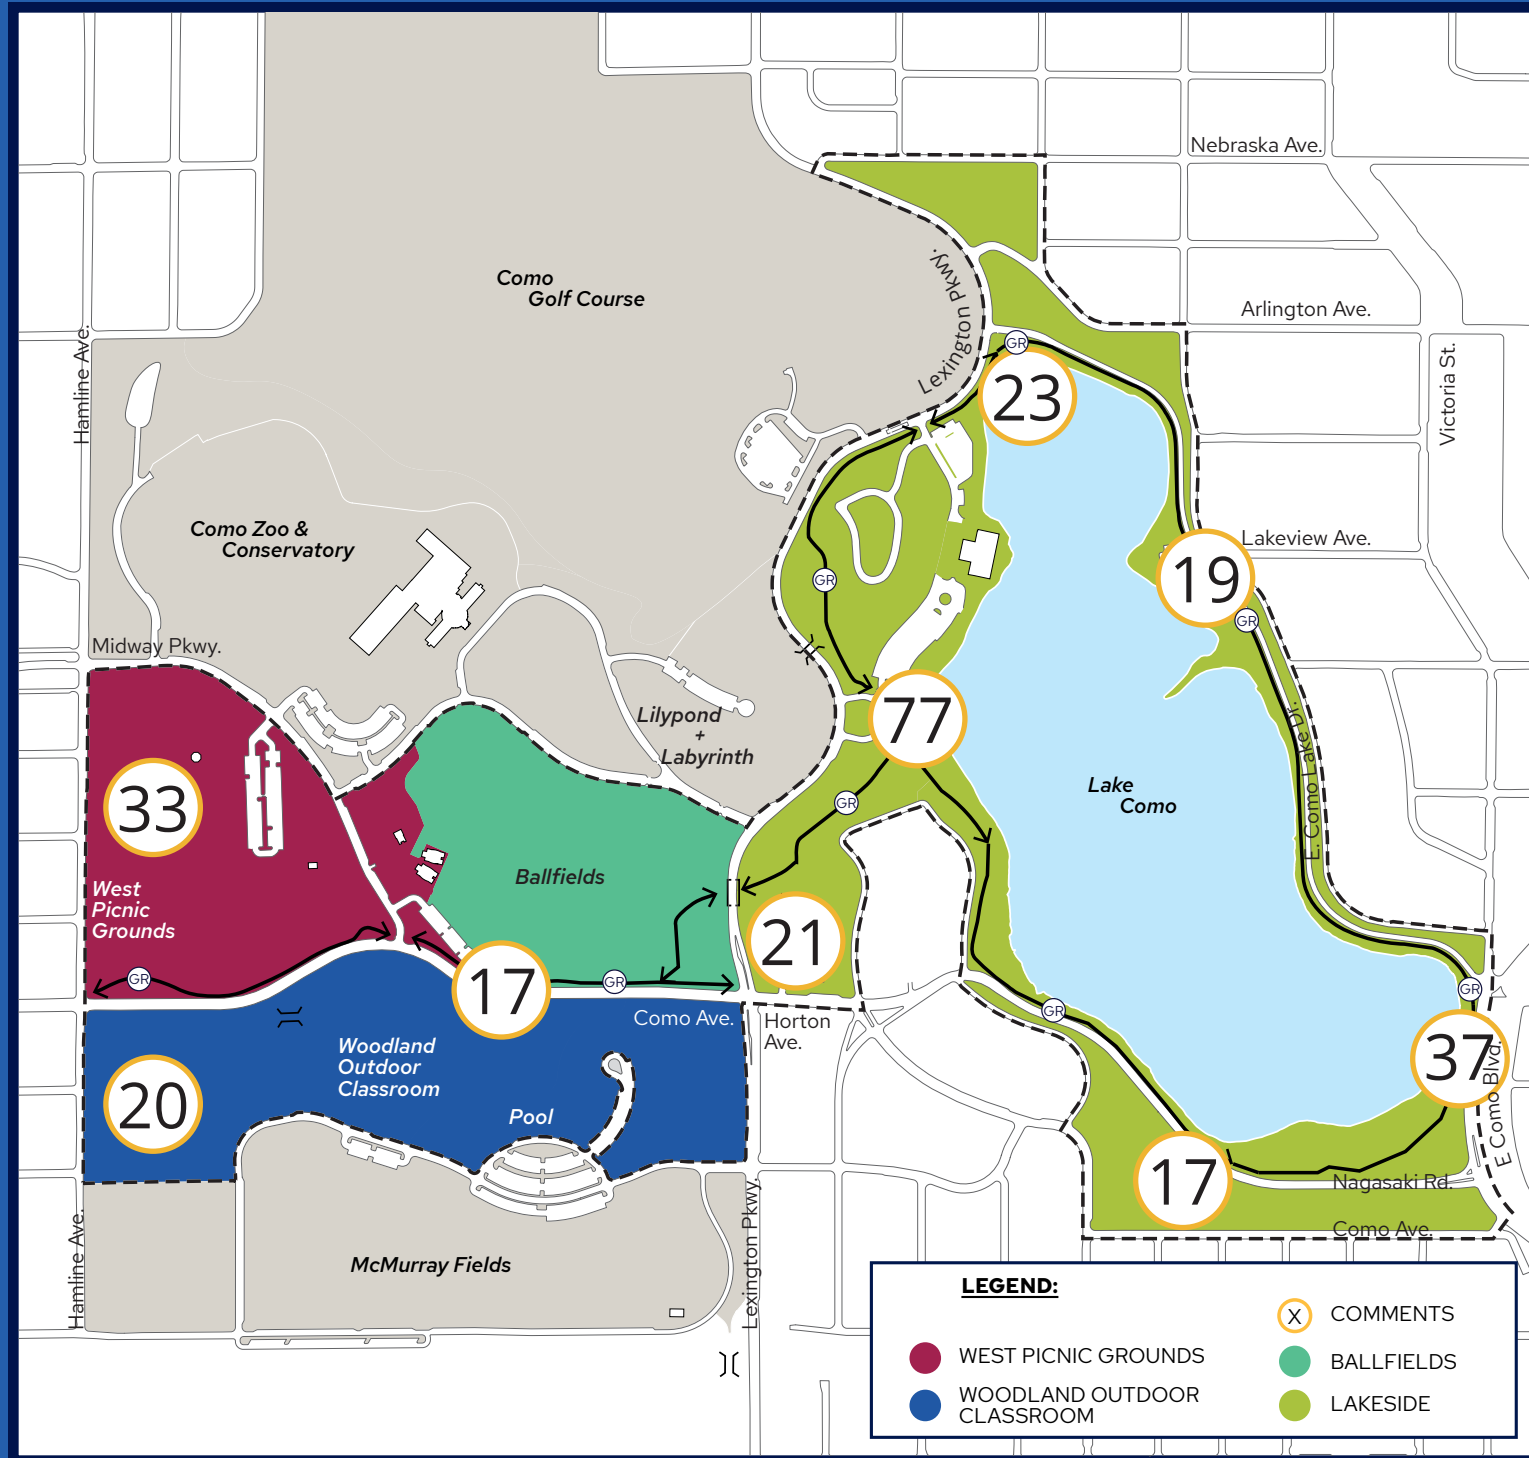 Nebraska Ave.
Como
Golf Course
Lexington Pkwy.
Arlington Ave.
Hamline Ave.
GR
Victoria St.
23
Como Zoo &
Conservatory
Lakeview Ave.
19
GR
GR
Midway Pkwy.
Lilypond
+
Labyrinth
77
E. Como Lake Dr.
Lake
Como
33
GR
Ballfields
West
Picnic
Grounds
21
GR
17
GR
GR
GR
Como Ave.
Horton
Ave.
Woodland
Outdoor
Classroom
37
E Como Blvd.
20
Pool
17
Nagasaki Rd.
Como Ave.
Hamline Ave.
Lexington Pkwy.
McMurray Fields
LEGEND:
X COMMENTS
WEST PICNIC GROUNDS
BALLFIELDS
WOODLAND OUTDOOR
CLASSROOM
LAKESIDE